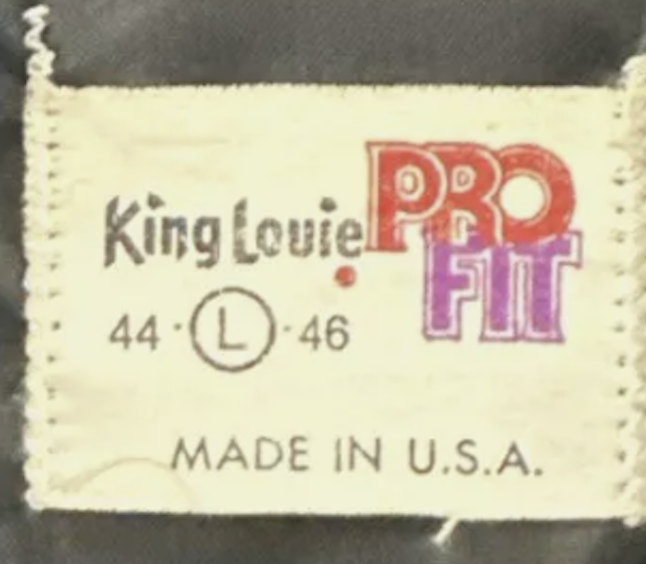 King Louie PRO
FIT
44 · L · 46
MADE IN U.S.A.